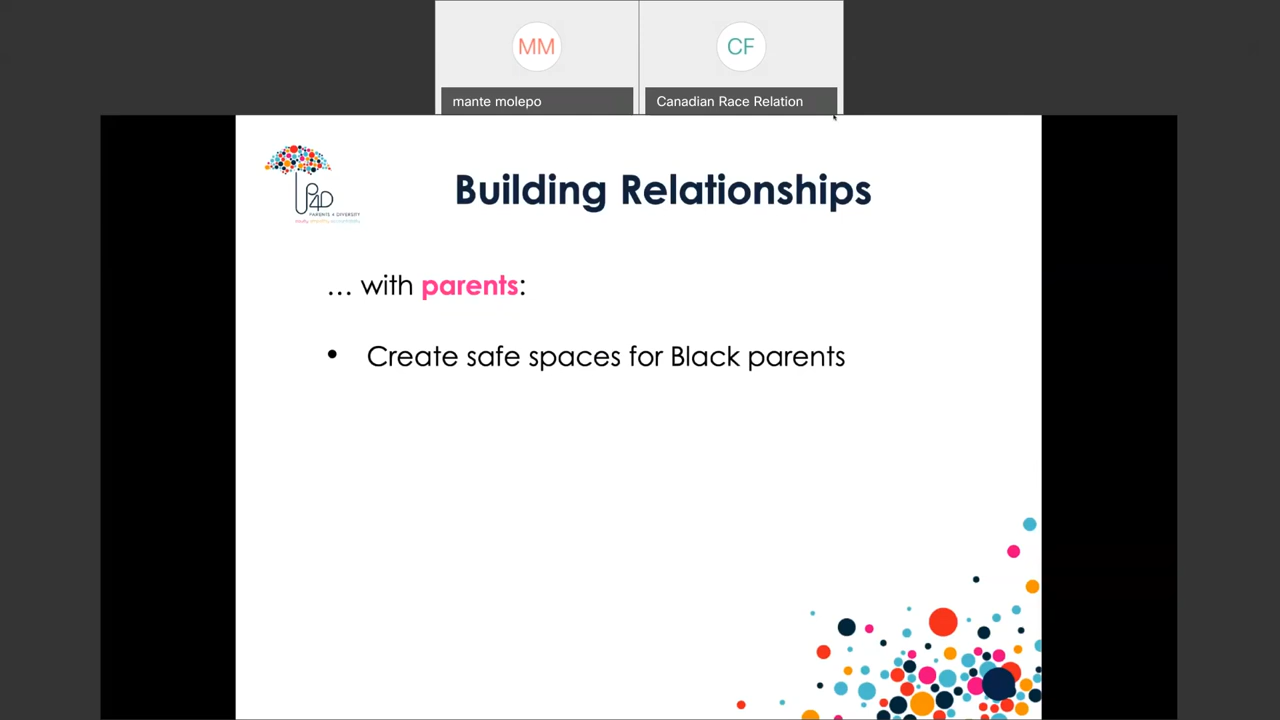 MM
CF
mante molepo
Canadian Race Relation
UP4D
PARENTS 4 DIVERSITY
Building Relationships
... with parents:
• Create safe spaces for Black parents